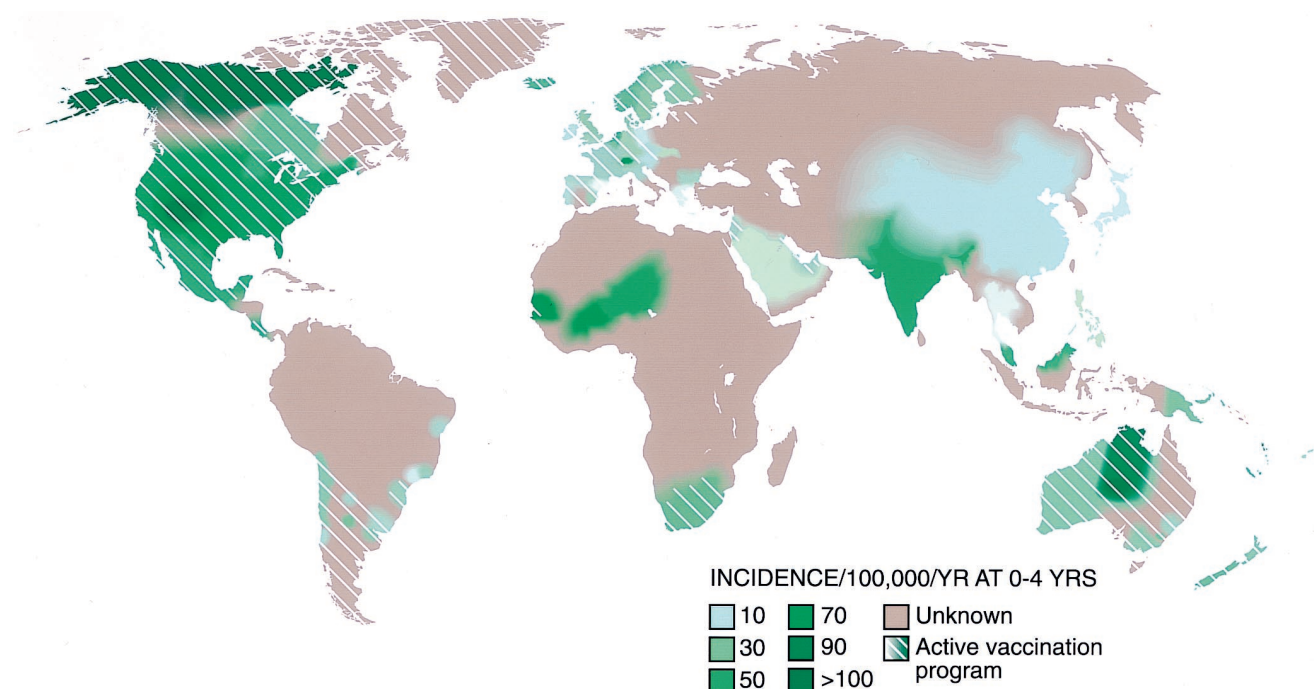 INCIDENCE/100,000/YR AT 0-4 YRS
10 70 Unknown
30 90 Active vaccination
50 >100 program